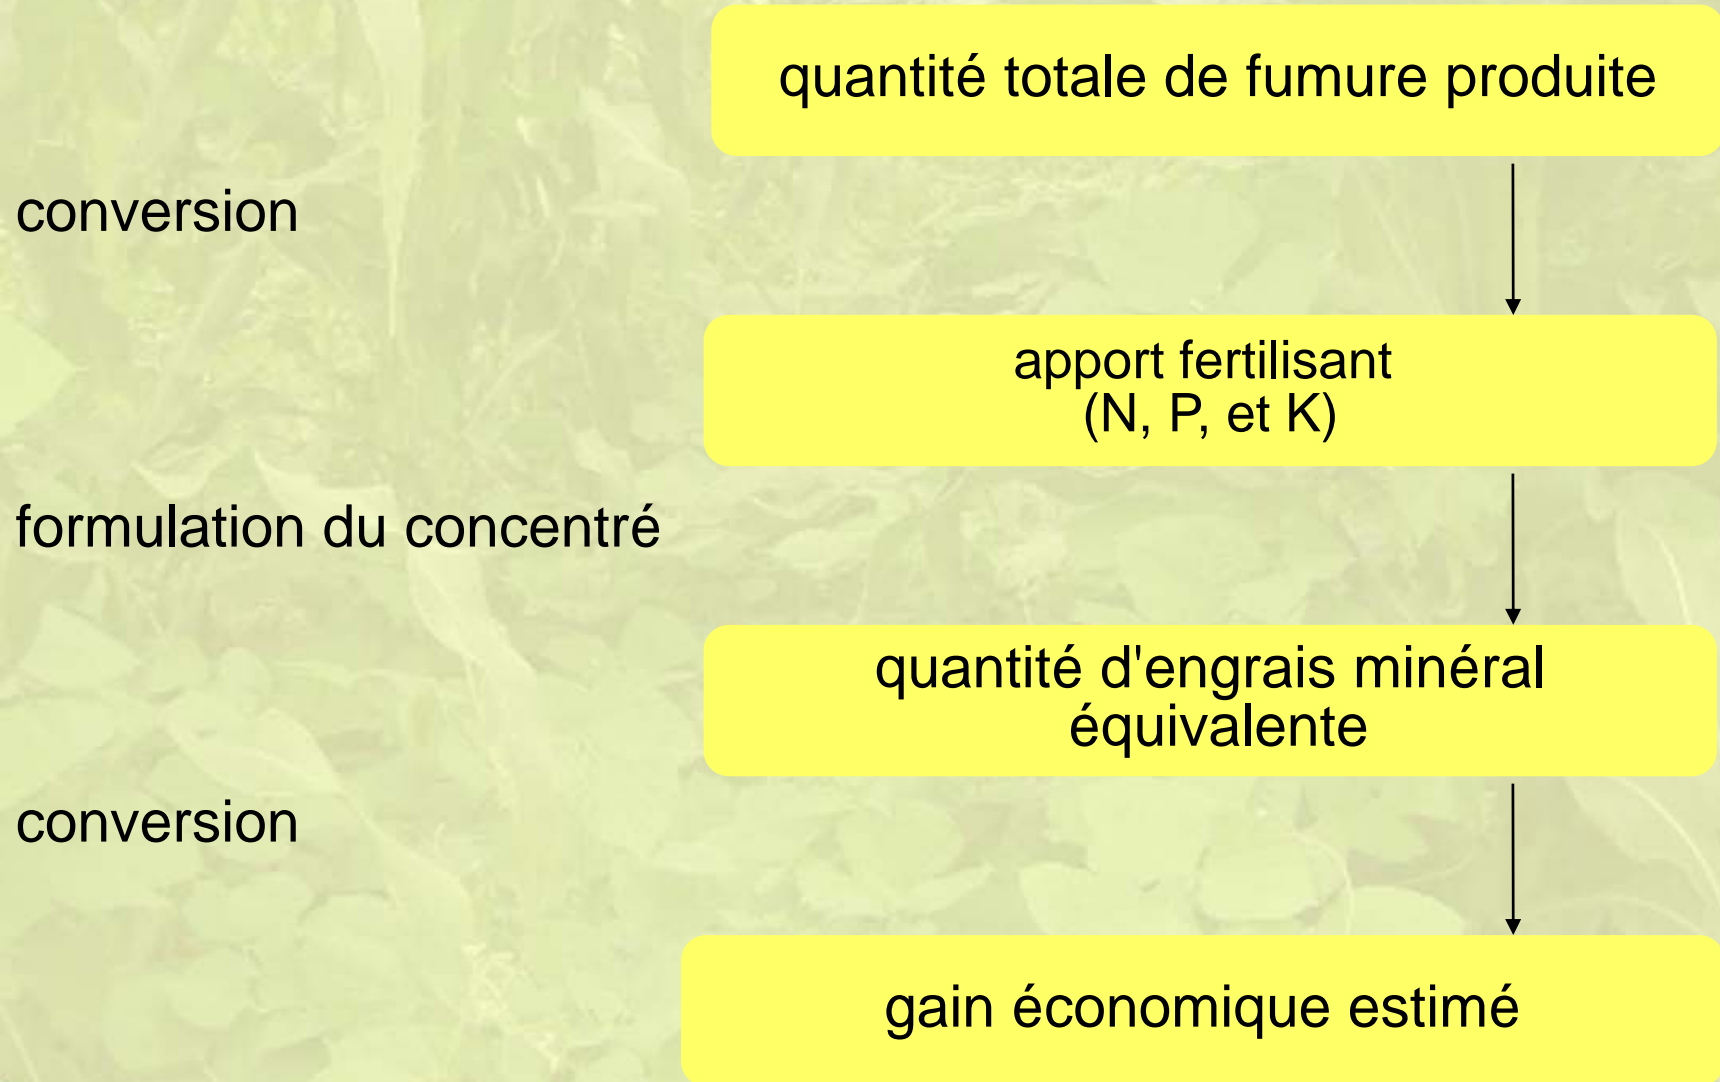 quantité totale de fumure produite
conversion
apport fertilisant
(N, P, et K)
formulation du concentré
quantité d'engrais minéral
équivalente
conversion
gain économique estimé